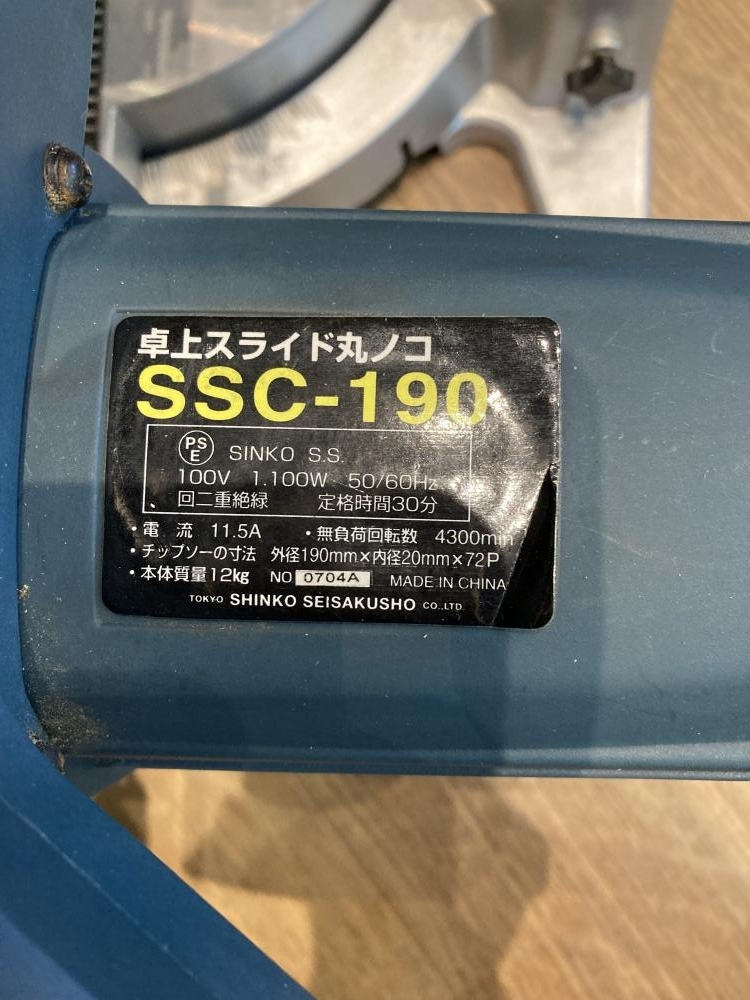 卓上スライド丸ノコ
SSC-190
PS
E
SINKO S.S.
100V 1.100W 50/60Hz
回二重絶縁 定格時間30分
・電 流 11.5A ・無負荷回転数 4300min
・チップソーの寸法 外径190mm×内径20mm×72P
・本体質量12kg NO 0704A MADE IN CHINA
TOKYO SHINKO SEISAKUSHO CO.,LTD.